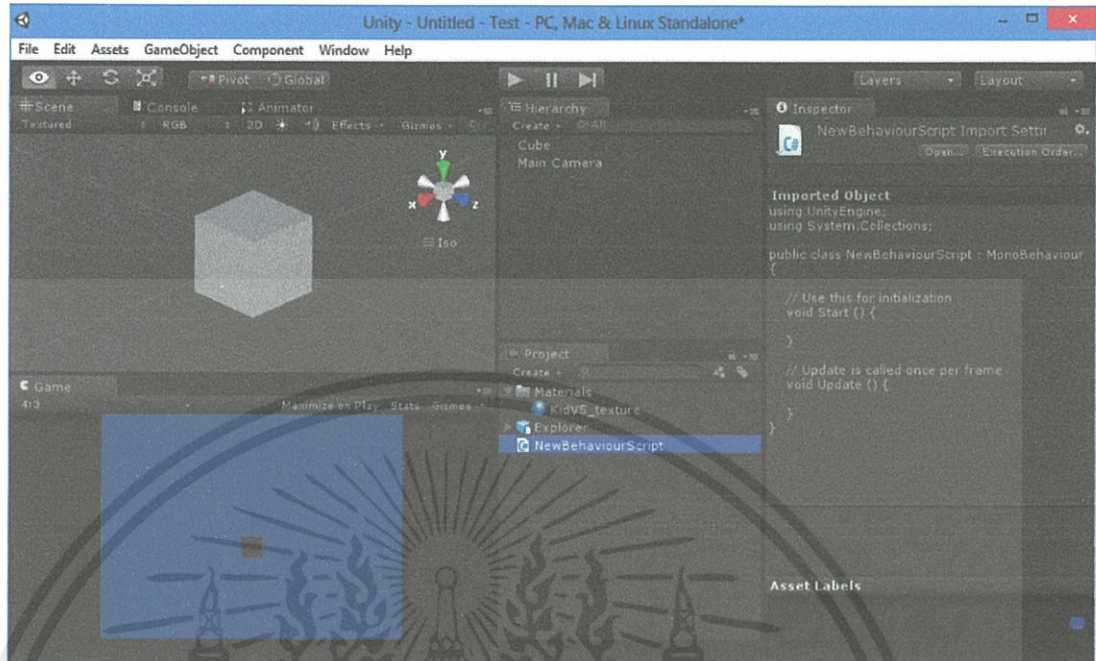 Unity - Untitled - Test - PC, Mac & Linux Standalone*
File Edit Assets GameObject Component Window Help
Pivot Global Layers Layout
Scene Console Animator
Textured RGB 2D Effects Gizmos
y
x z
Iso
Game
4:3 Maximize on Play Stats Gizmos
Hierarchy
Create
Cube
Main Camera
Project
Create
Materials
KidVS_texture
Explorer
NewBehaviourScript
Inspector
NewBehaviourScript Import Settir
Open... Execution Order...
Imported Object
using UnityEngine;
using System.Collections;
public class NewBehaviourScript : MonoBehaviour
{
// Use this for initialization
void Start () {
}
// Update is called once per frame
void Update () {
}
}
Asset Labels